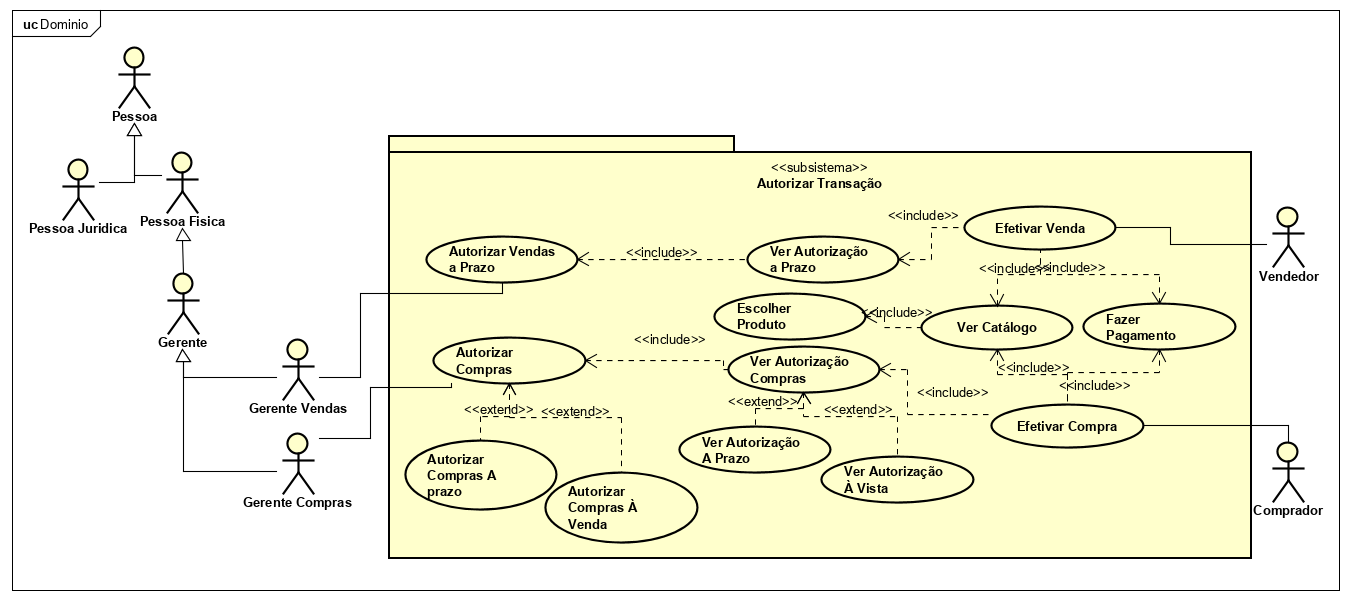 uc Dominio
Pessoa
Pessoa Juridica
Pessoa Fisica
Gerente
Gerente Vendas
Gerente Compras
<<subsistema>>
Autorizar Transação
Autorizar Vendas
a Prazo
<<include>>
Ver Autorização
a Prazo
<<include>>
Efetivar Venda
Vendedor
<<include>>
<<include>>
Escolher
Produto
<<include>>
Ver Catálogo
Fazer
Pagamento
Autorizar
Compras
<<include>>
Ver Autorização
Compras
<<include>>
<<include>>
<<include>>
Efetivar Compra
Comprador
<<extend>>
<<extend>>
<<extend>>
<<extend>>
Autorizar
Compras A
prazo
Autorizar
Compras À
Venda
Ver Autorização
A Prazo
Ver Autorização
À Vista